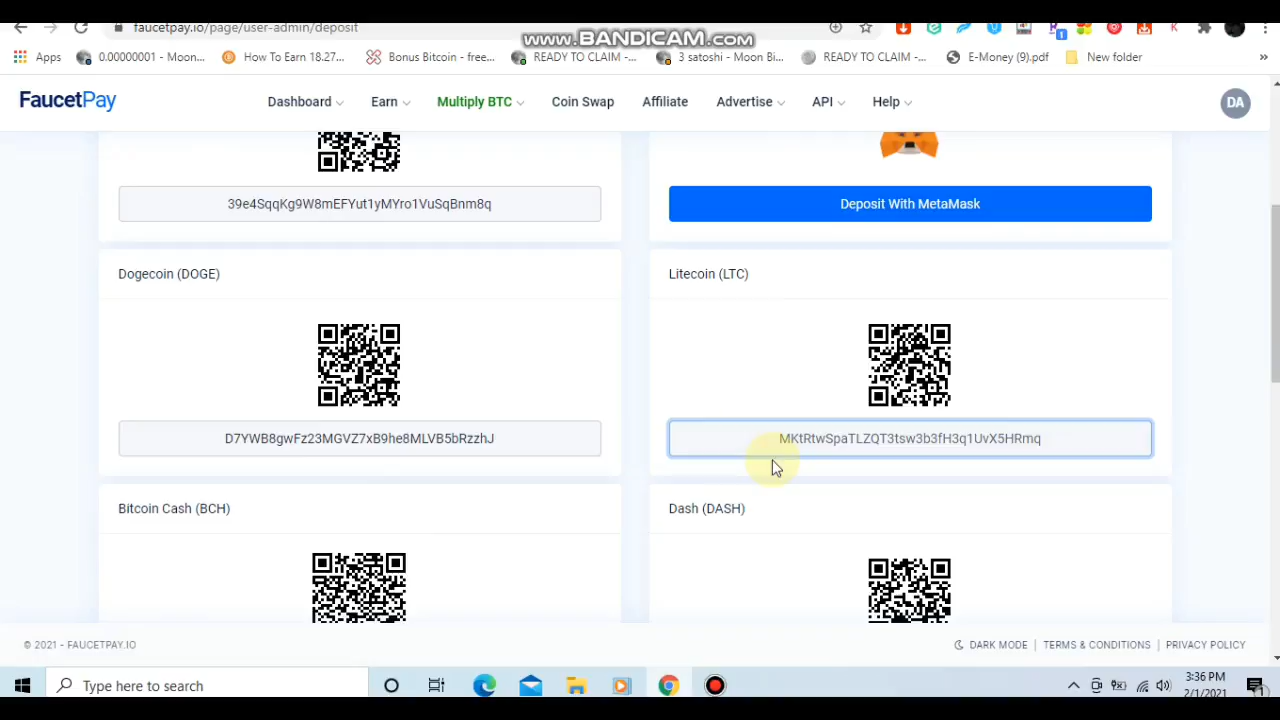 faucetpay.io/page/user-admin/deposit
www.BANDICAM.com
Apps 0.00000001 - Moon... How To Earn 18.27... Bonus Bitcoin - free... READY TO CLAIM -... 3 satoshi - Moon Bi... READY TO CLAIM -... E-Money (9).pdf New folder »
FaucetPay Dashboard Earn Multiply BTC Coin Swap Affiliate Advertise API Help DA
39e4SqqKg9W8mEFYut1yMYro1VuSqBnm8q Deposit With MetaMask
Dogecoin (DOGE) Litecoin (LTC)
D7YWB8gwFz23MGVZ7xB9he8MLVB5bRzzhJ MKtRtwSpaTLZQT3tsw3b3fH3q1UvX5HRmq
Bitcoin Cash (BCH) Dash (DASH)
© 2021 - FAUCETPAY.IO DARK MODE | TERMS & CONDITIONS | PRIVACY POLICY
Type here to search 3:36 PM
2/1/2021